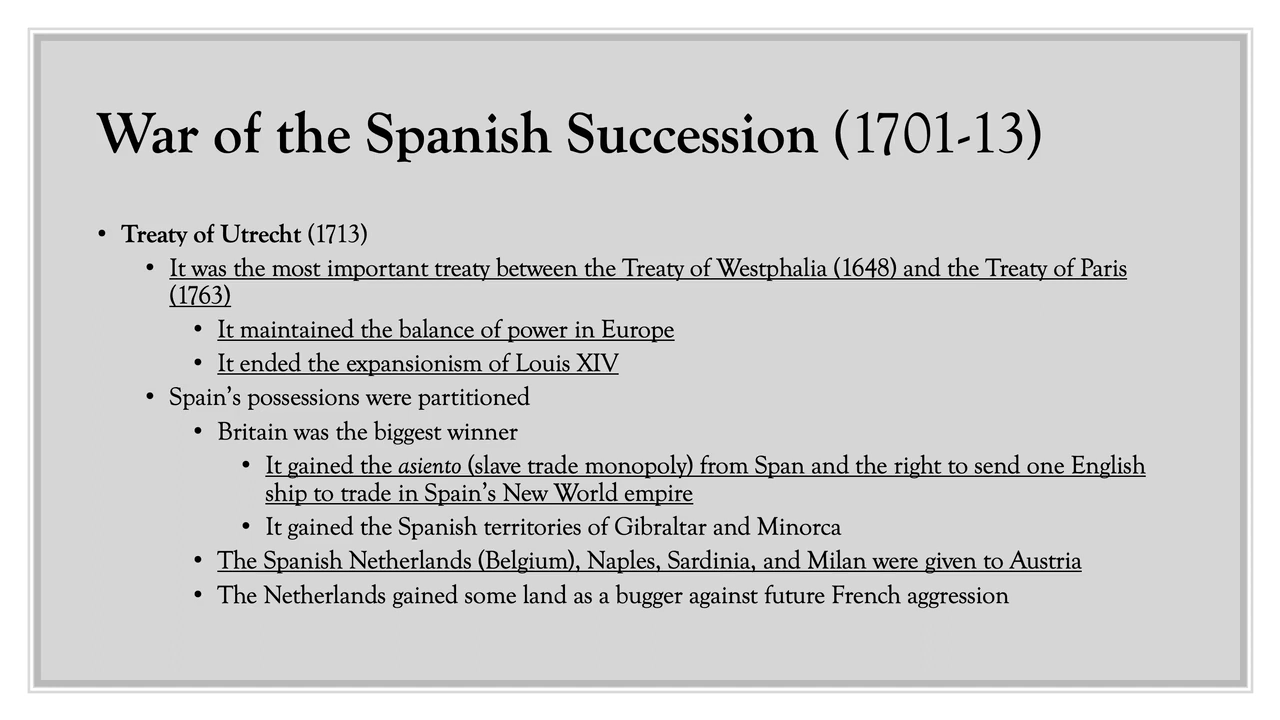 War of the Spanish Succession (1701-13)
• Treaty of Utrecht (1713)
• It was the most important treaty between the Treaty of Westphalia (1648) and the Treaty of Paris
(1763)
• It maintained the balance of power in Europe
• It ended the expansionism of Louis XIV
• Spain’s possessions were partitioned
• Britain was the biggest winner
• It gained the asiento (slave trade monopoly) from Span and the right to send one English
ship to trade in Spain’s New World empire
• It gained the Spanish territories of Gibraltar and Minorca
• The Spanish Netherlands (Belgium), Naples, Sardinia, and Milan were given to Austria
• The Netherlands gained some land as a bugger against future French aggression